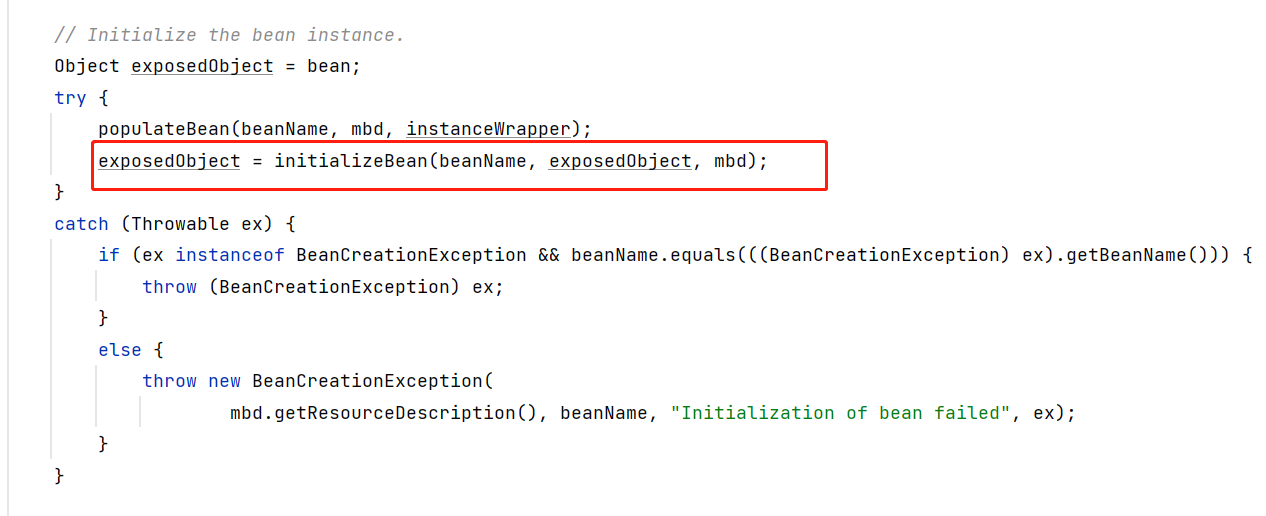 // Initialize the bean instance.
Object exposedObject = bean;
try {
populateBean(beanName, mbd, instanceWrapper);
exposedObject = initializeBean(beanName, exposedObject, mbd);
}
catch (Throwable ex) {
if (ex instanceof BeanCreationException && beanName.equals(((BeanCreationException) ex).getBeanName())) {
throw (BeanCreationException) ex;
}
else {
throw new BeanCreationException(
mbd.getResourceDescription(), beanName, "Initialization of bean failed", ex);
}
}